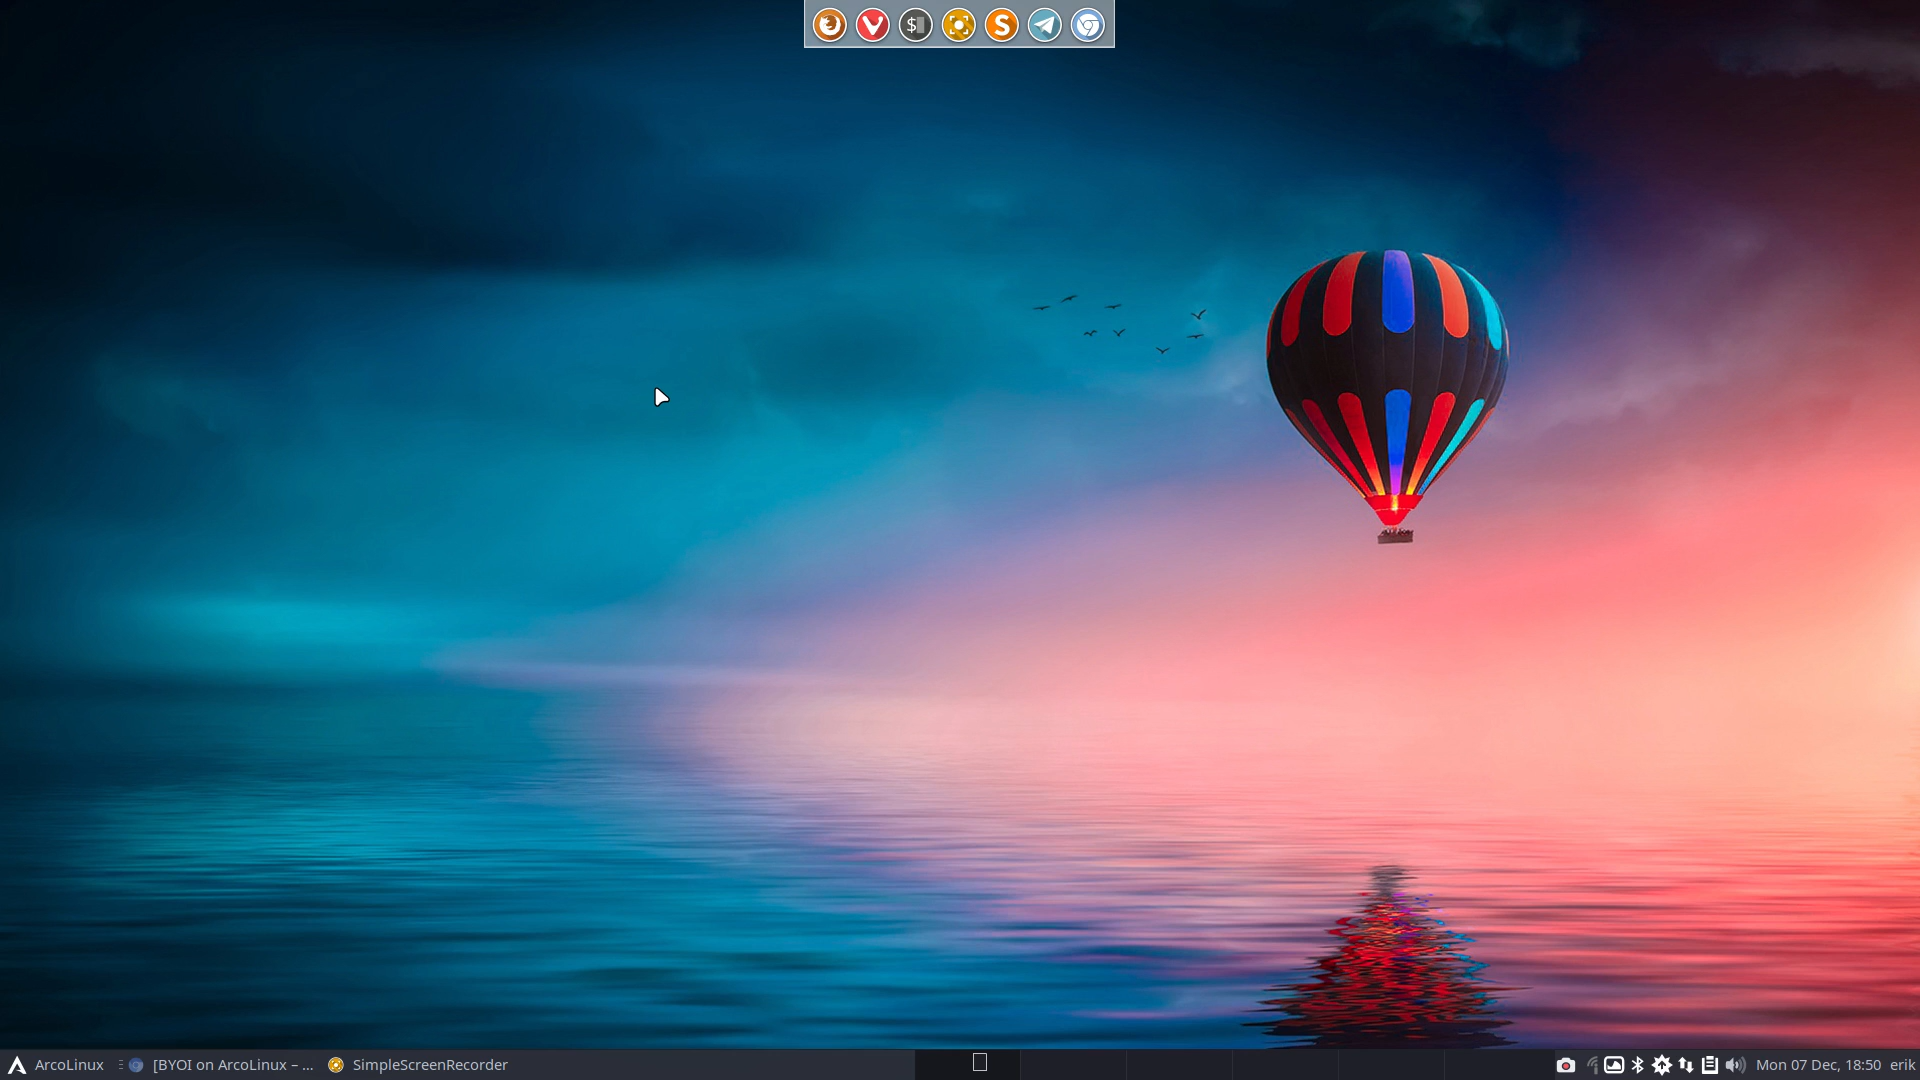 $
S
ArcoLinux
[BYOI on ArcoLinux – ...
SimpleScreenRecorder
Mon 07 Dec, 18:50
erik